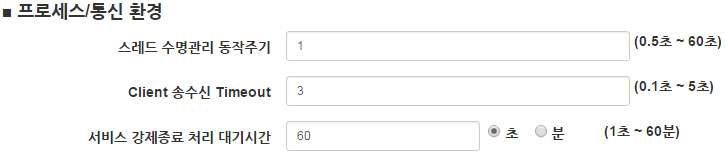 ■ 프로세스/통신 환경
스레드 수명관리 동작주기 1 (0.5초 ~ 60초)
Client 송수신 Timeout 3 (0.1초 ~ 5초)
서비스 강제종료 처리 대기시간 60 초 분 (1초 ~ 60분)